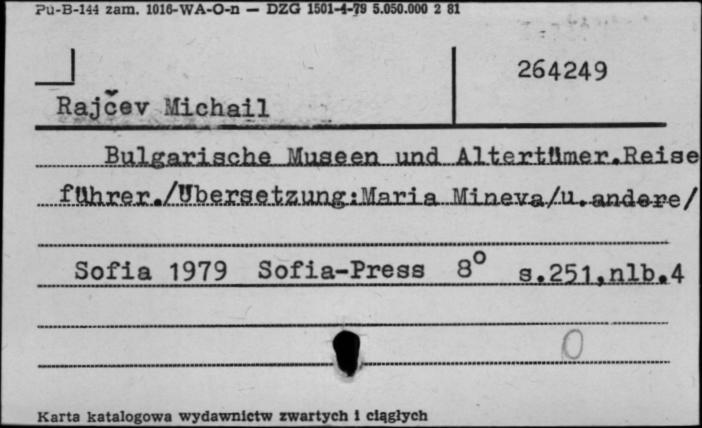 Pu-B-144 zam. 1016-WA-O-n — DZG 1501-4-79 5.050.000 2 81
264249
Rajčev Michail
Bulgarische Museen und Altertümer.Reise
führer./Übersetzung:Maria Mineva/u.andere/
Sofia 1979 Sofia-Press 8° s.251,nlb.4
0
Karta katalogowa wydawnictw zwartych i ciągłych